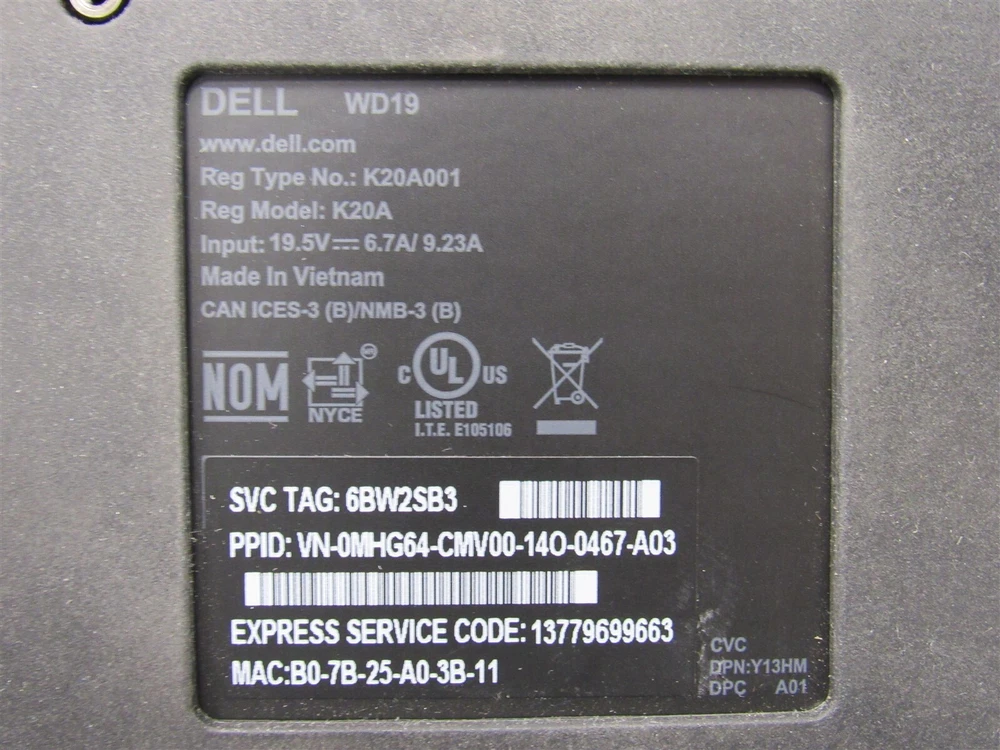 DELL WD19
www.dell.com
Reg Type No.: K20A001
Reg Model: K20A
Input: 19.5V⎓ 6.7A/ 9.23A
Made In Vietnam
CAN ICES-3 (B)/NMB-3 (B)
NOM
NYCE
C UL US
LISTED
I.T.E. E105106
SVC TAG: 6BW2SB3
PPID: VN-0MHG64-CMV00-14O-0467-A03
EXPRESS SERVICE CODE: 13779699663
MAC:B0-7B-25-A0-3B-11
CVC
DPN:Y13HM
DPC A01